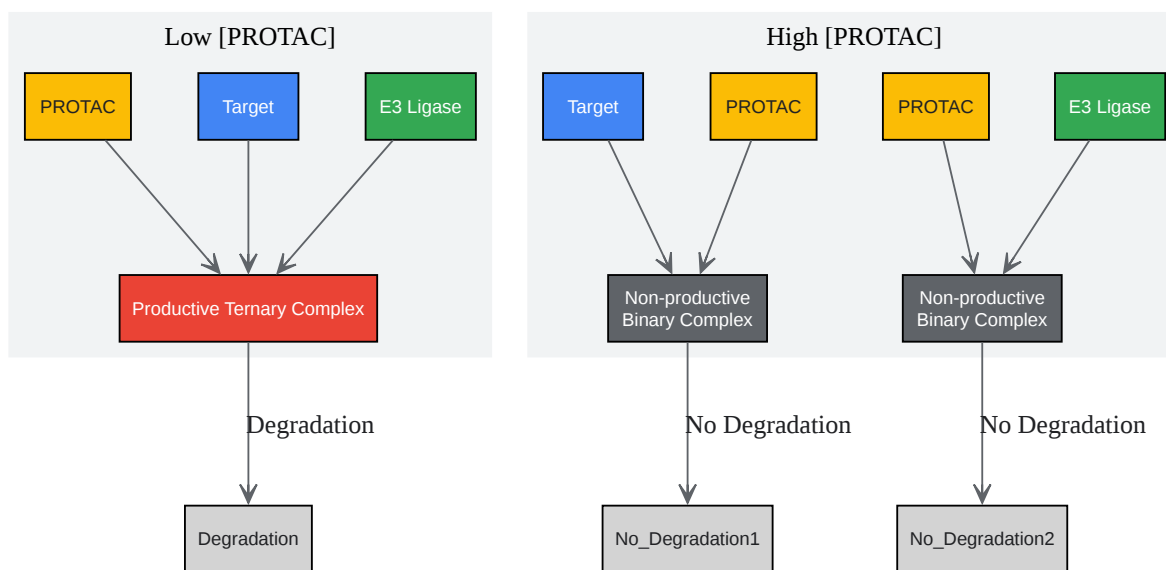 Low [PROTAC]
High [PROTAC]
PROTAC
Target
E3 Ligase
Target
PROTAC
PROTAC
E3 Ligase
Productive Ternary Complex
Non-productive
Binary Complex
Non-productive
Binary Complex
Degradation
No Degradation
No Degradation
Degradation
No_Degradation1
No_Degradation2